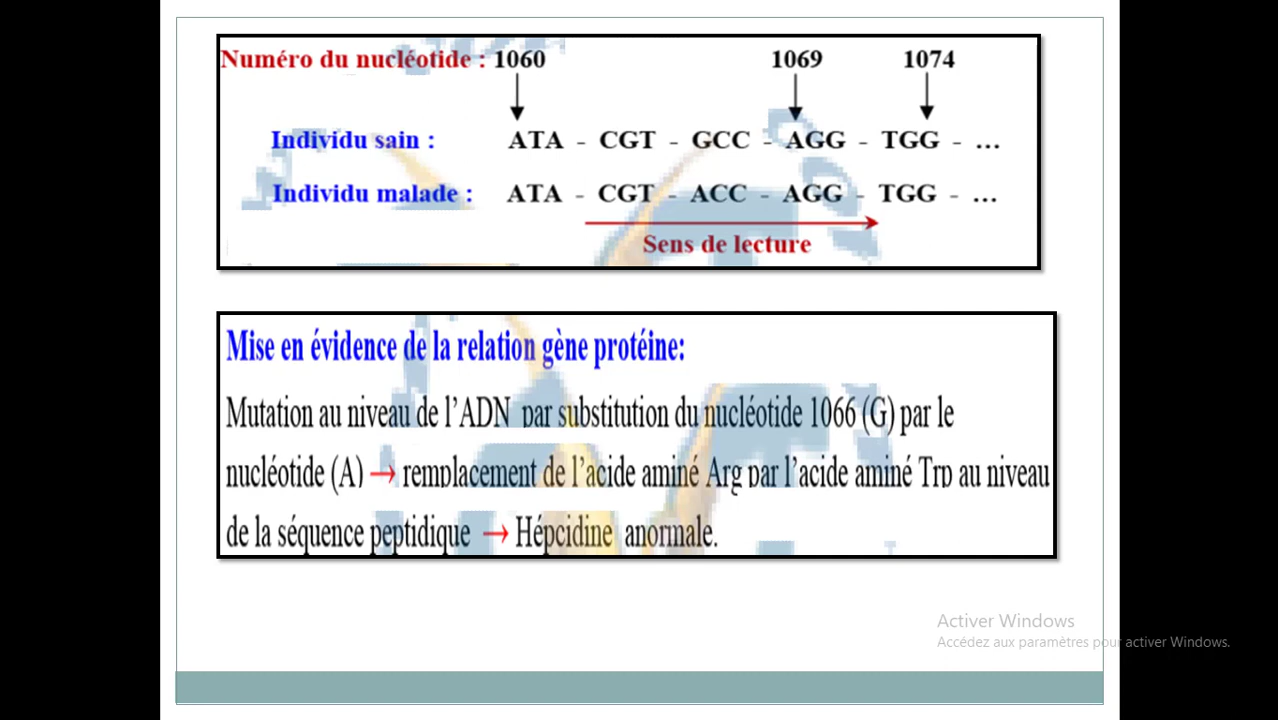 Numéro du nucléotide : 1060 1069 1074
Individu sain : ATA - CGT - GCC - AGG - TGG - ...
Individu malade : ATA - CGT - ACC - AGG - TGG - ...
Sens de lecture
Mise en évidence de la relation gène protéine:
Mutation au niveau de l'ADN par substitution du nucléotide 1066 (G) par le
nucléotide (A) → remplacement de l'acide aminé Arg par l'acide aminé Trp au niveau
de la séquence peptidique → Hépcidine anormale.
Activer Windows
Accédez aux paramètres pour activer Windows.